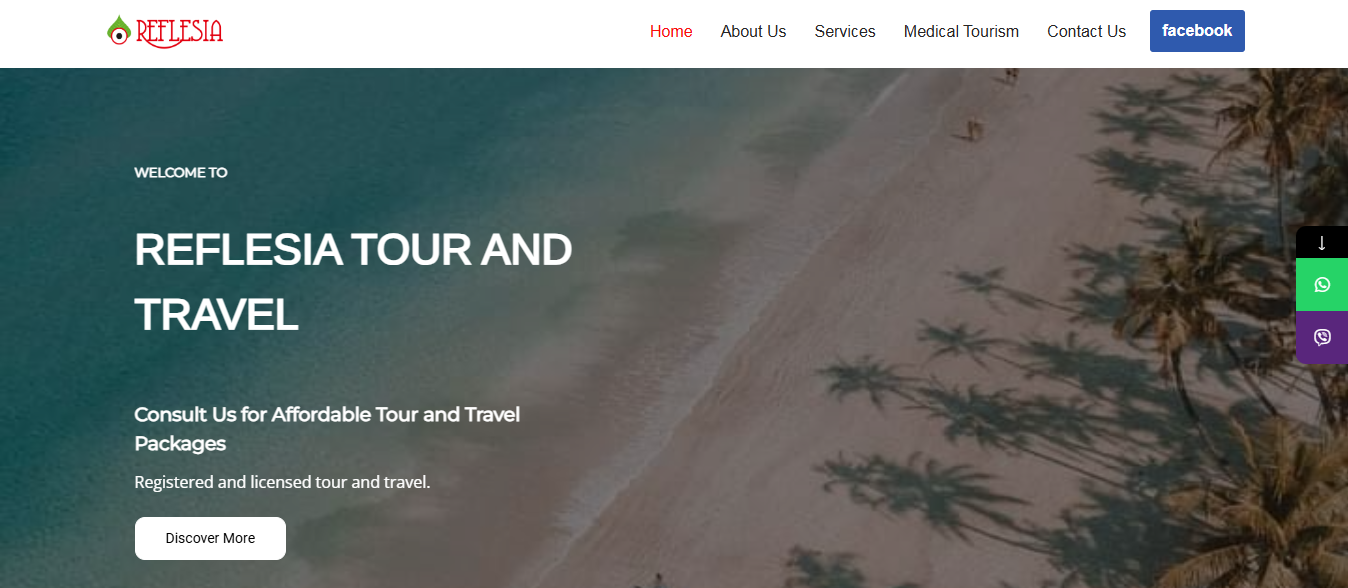 REFLESIA
Home About Us Services Medical Tourism Contact Us facebook
WELCOME TO
REFLESIA TOUR AND
TRAVEL
Consult Us for Affordable Tour and Travel
Packages
Registered and licensed tour and travel.
Discover More